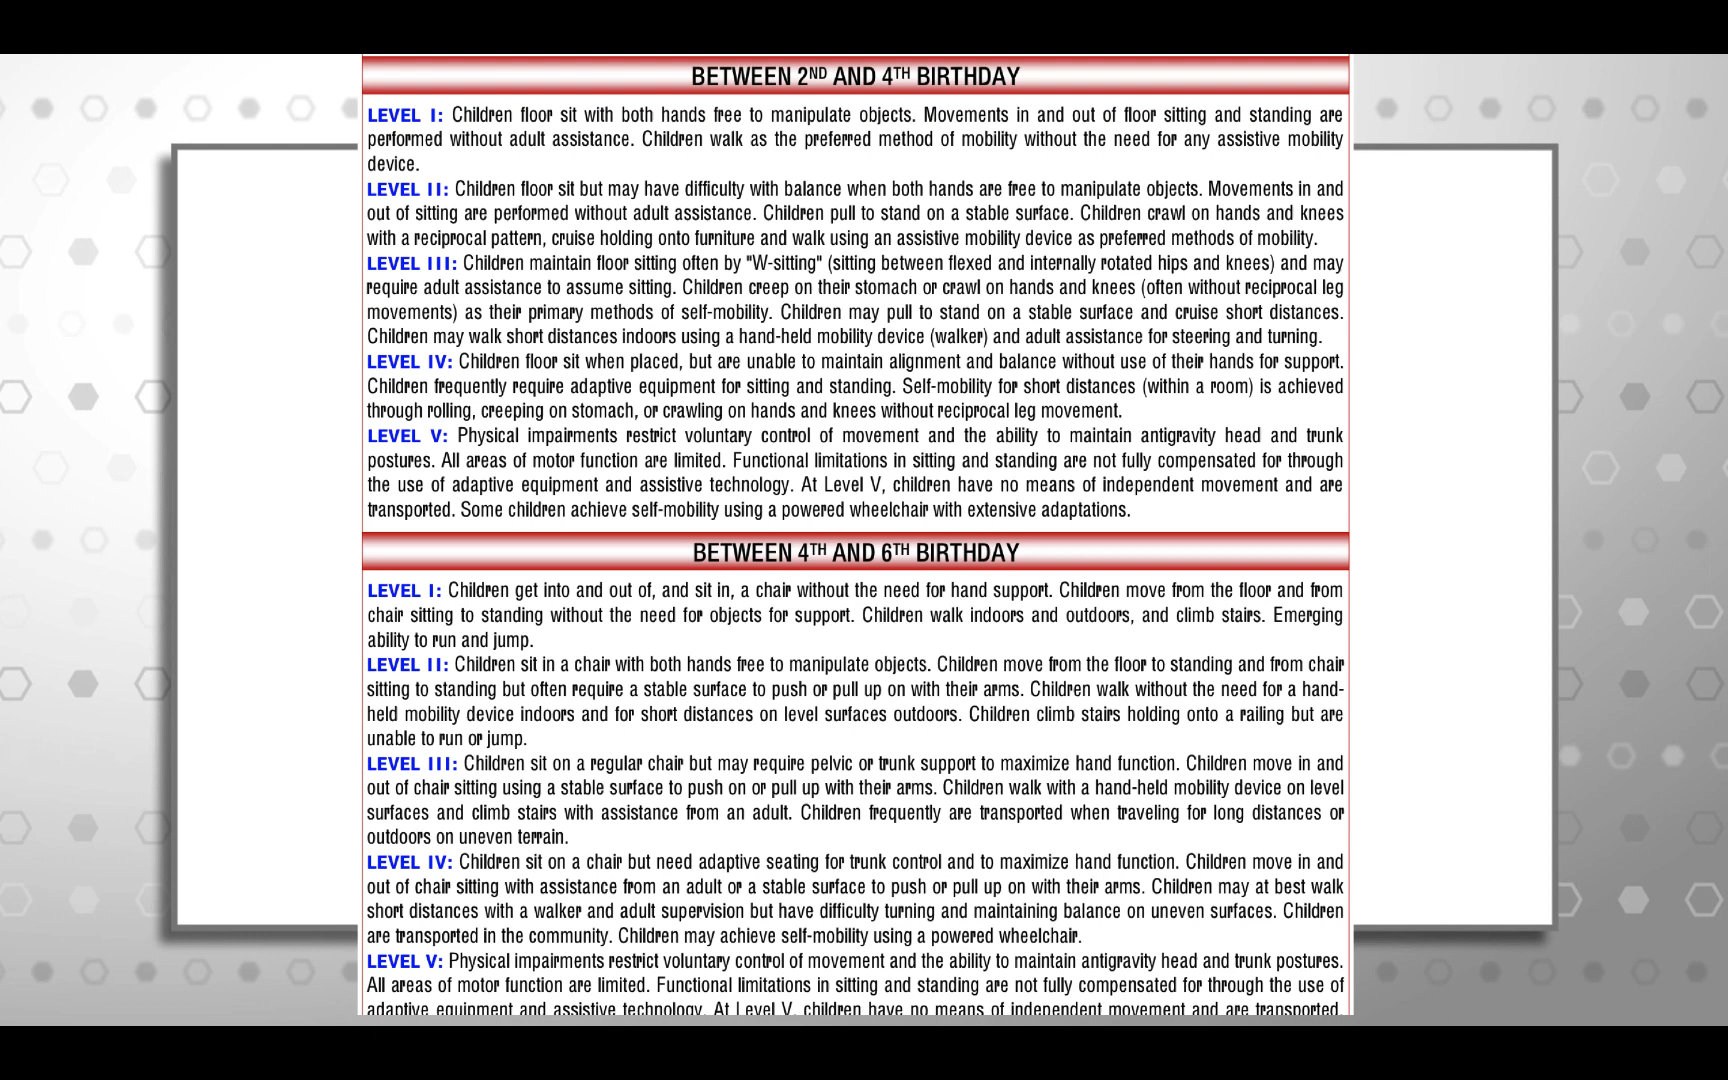 BETWEEN 2ND AND 4TH BIRTHDAY
LEVEL I: Children floor sit with both hands free to manipulate objects. Movements in and out of floor sitting and standing are
performed without adult assistance. Children walk as the preferred method of mobility without the need for any assistive mobility
device.
LEVEL II: Children floor sit but may have difficulty with balance when both hands are free to manipulate objects. Movements in and
out of sitting are performed without adult assistance. Children pull to stand on a stable surface. Children crawl on hands and knees
with a reciprocal pattern, cruise holding onto furniture and walk using an assistive mobility device as preferred methods of mobility.
LEVEL III: Children maintain floor sitting often by "W-sitting" (sitting between flexed and internally rotated hips and knees) and may
require adult assistance to assume sitting. Children creep on their stomach or crawl on hands and knees (often without reciprocal leg
movements) as their primary methods of self-mobility. Children may pull to stand on a stable surface and cruise short distances.
Children may walk short distances indoors using a hand-held mobility device (walker) and adult assistance for steering and turning.
LEVEL IV: Children floor sit when placed, but are unable to maintain alignment and balance without use of their hands for support.
Children frequently require adaptive equipment for sitting and standing. Self-mobility for short distances (within a room) is achieved
through rolling, creeping on stomach, or crawling on hands and knees without reciprocal leg movement.
LEVEL V: Physical impairments restrict voluntary control of movement and the ability to maintain antigravity head and trunk
postures. All areas of motor function are limited. Functional limitations in sitting and standing are not fully compensated for through
the use of adaptive equipment and assistive technology. At Level V, children have no means of independent movement and are
transported. Some children achieve self-mobility using a powered wheelchair with extensive adaptations.
BETWEEN 4TH AND 6TH BIRTHDAY
LEVEL I: Children get into and out of, and sit in, a chair without the need for hand support. Children move from the floor and from
chair sitting to standing without the need for objects for support. Children walk indoors and outdoors, and climb stairs. Emerging
ability to run and jump.
LEVEL II: Children sit in a chair with both hands free to manipulate objects. Children move from the floor to standing and from chair
sitting to standing but often require a stable surface to push or pull up on with their arms. Children walk without the need for a hand-
held mobility device indoors and for short distances on level surfaces outdoors. Children climb stairs holding onto a railing but are
unable to run or jump.
LEVEL III: Children sit on a regular chair but may require pelvic or trunk support to maximize hand function. Children move in and
out of chair sitting using a stable surface to push on or pull up with their arms. Children walk with a hand-held mobility device on level
surfaces and climb stairs with assistance from an adult. Children frequently are transported when traveling for long distances or
outdoors on uneven terrain.
LEVEL IV: Children sit on a chair but need adaptive seating for trunk control and to maximize hand function. Children move in and
out of chair sitting with assistance from an adult or a stable surface to push or pull up on with their arms. Children may at best walk
short distances with a walker and adult supervision but have difficulty turning and maintaining balance on uneven surfaces. Children
are transported in the community. Children may achieve self-mobility using a powered wheelchair.
LEVEL V: Physical impairments restrict voluntary control of movement and the ability to maintain antigravity head and trunk postures.
All areas of motor function are limited. Functional limitations in sitting and standing are not fully compensated for through the use of
adaptive equipment and assistive technology. At Level V, children have no means of independent movement and are transported.